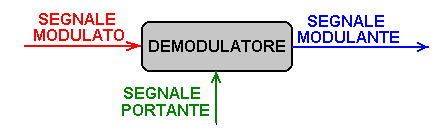 SEGNALE
MODULATO
DEMODULATORE
SEGNALE
MODULANTE
SEGNALE
PORTANTE